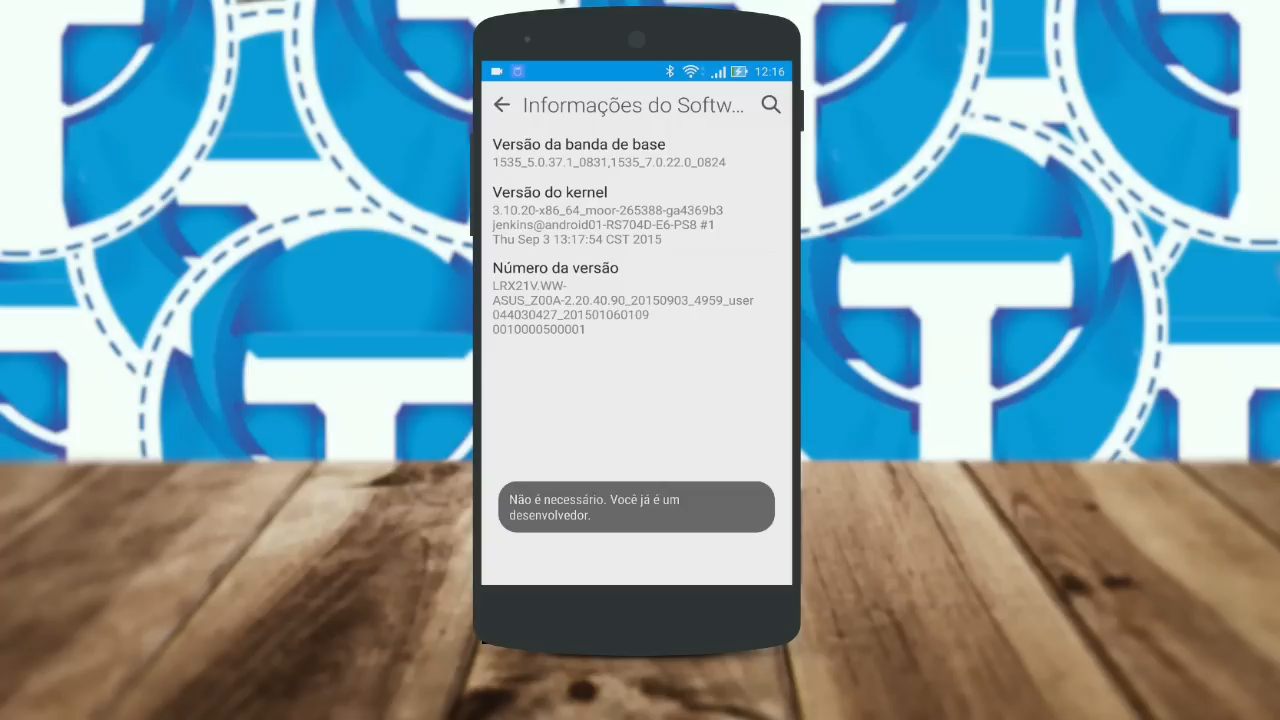 12:16
Informações do Softw...
Versão da banda de base
1535_5.0.37.1_0831,1535_7.0.22.0_0824
Versão do kernel
3.10.20-x86_64_moor-265388-ga4369b3
jenkins@android01-RS704D-E6-PS8 #1
Thu Sep 3 13:17:54 CST 2015
Número da versão
LRX21V.WW-
ASUS_Z00A-2.20.40.90_20150903_4959_user
044030427_201501060109
0010000500001
Não é necessário. Você já é um
desenvolvedor.